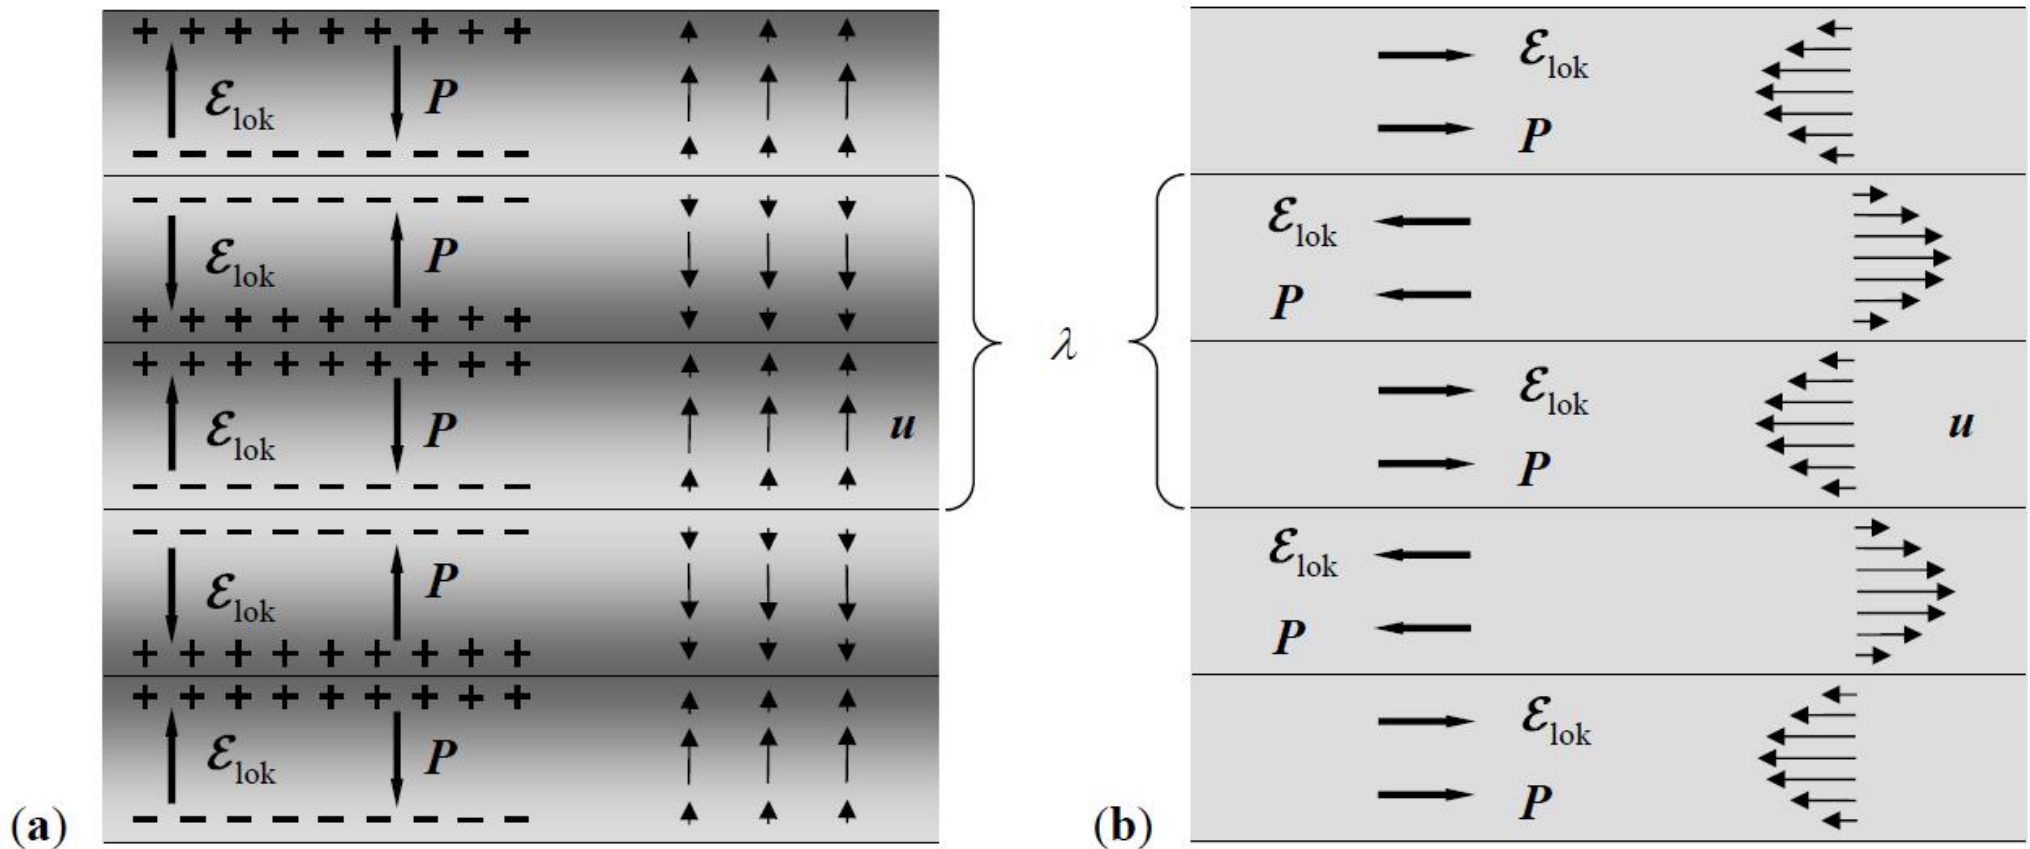 + + + + + + + + +
ℰlok P
− − − − − − − − −
− − − − − − − − −
ℰlok P
+ + + + + + + + +
+ + + + + + + + +
ℰlok P u
− − − − − − − − −
− − − − − − − − −
ℰlok P
+ + + + + + + + +
+ + + + + + + + +
ℰlok P
− − − − − − − − −
(a)
λ
ℰlok
P
ℰlok
P
ℰlok
u
P
ℰlok
P
ℰlok
P
(b)